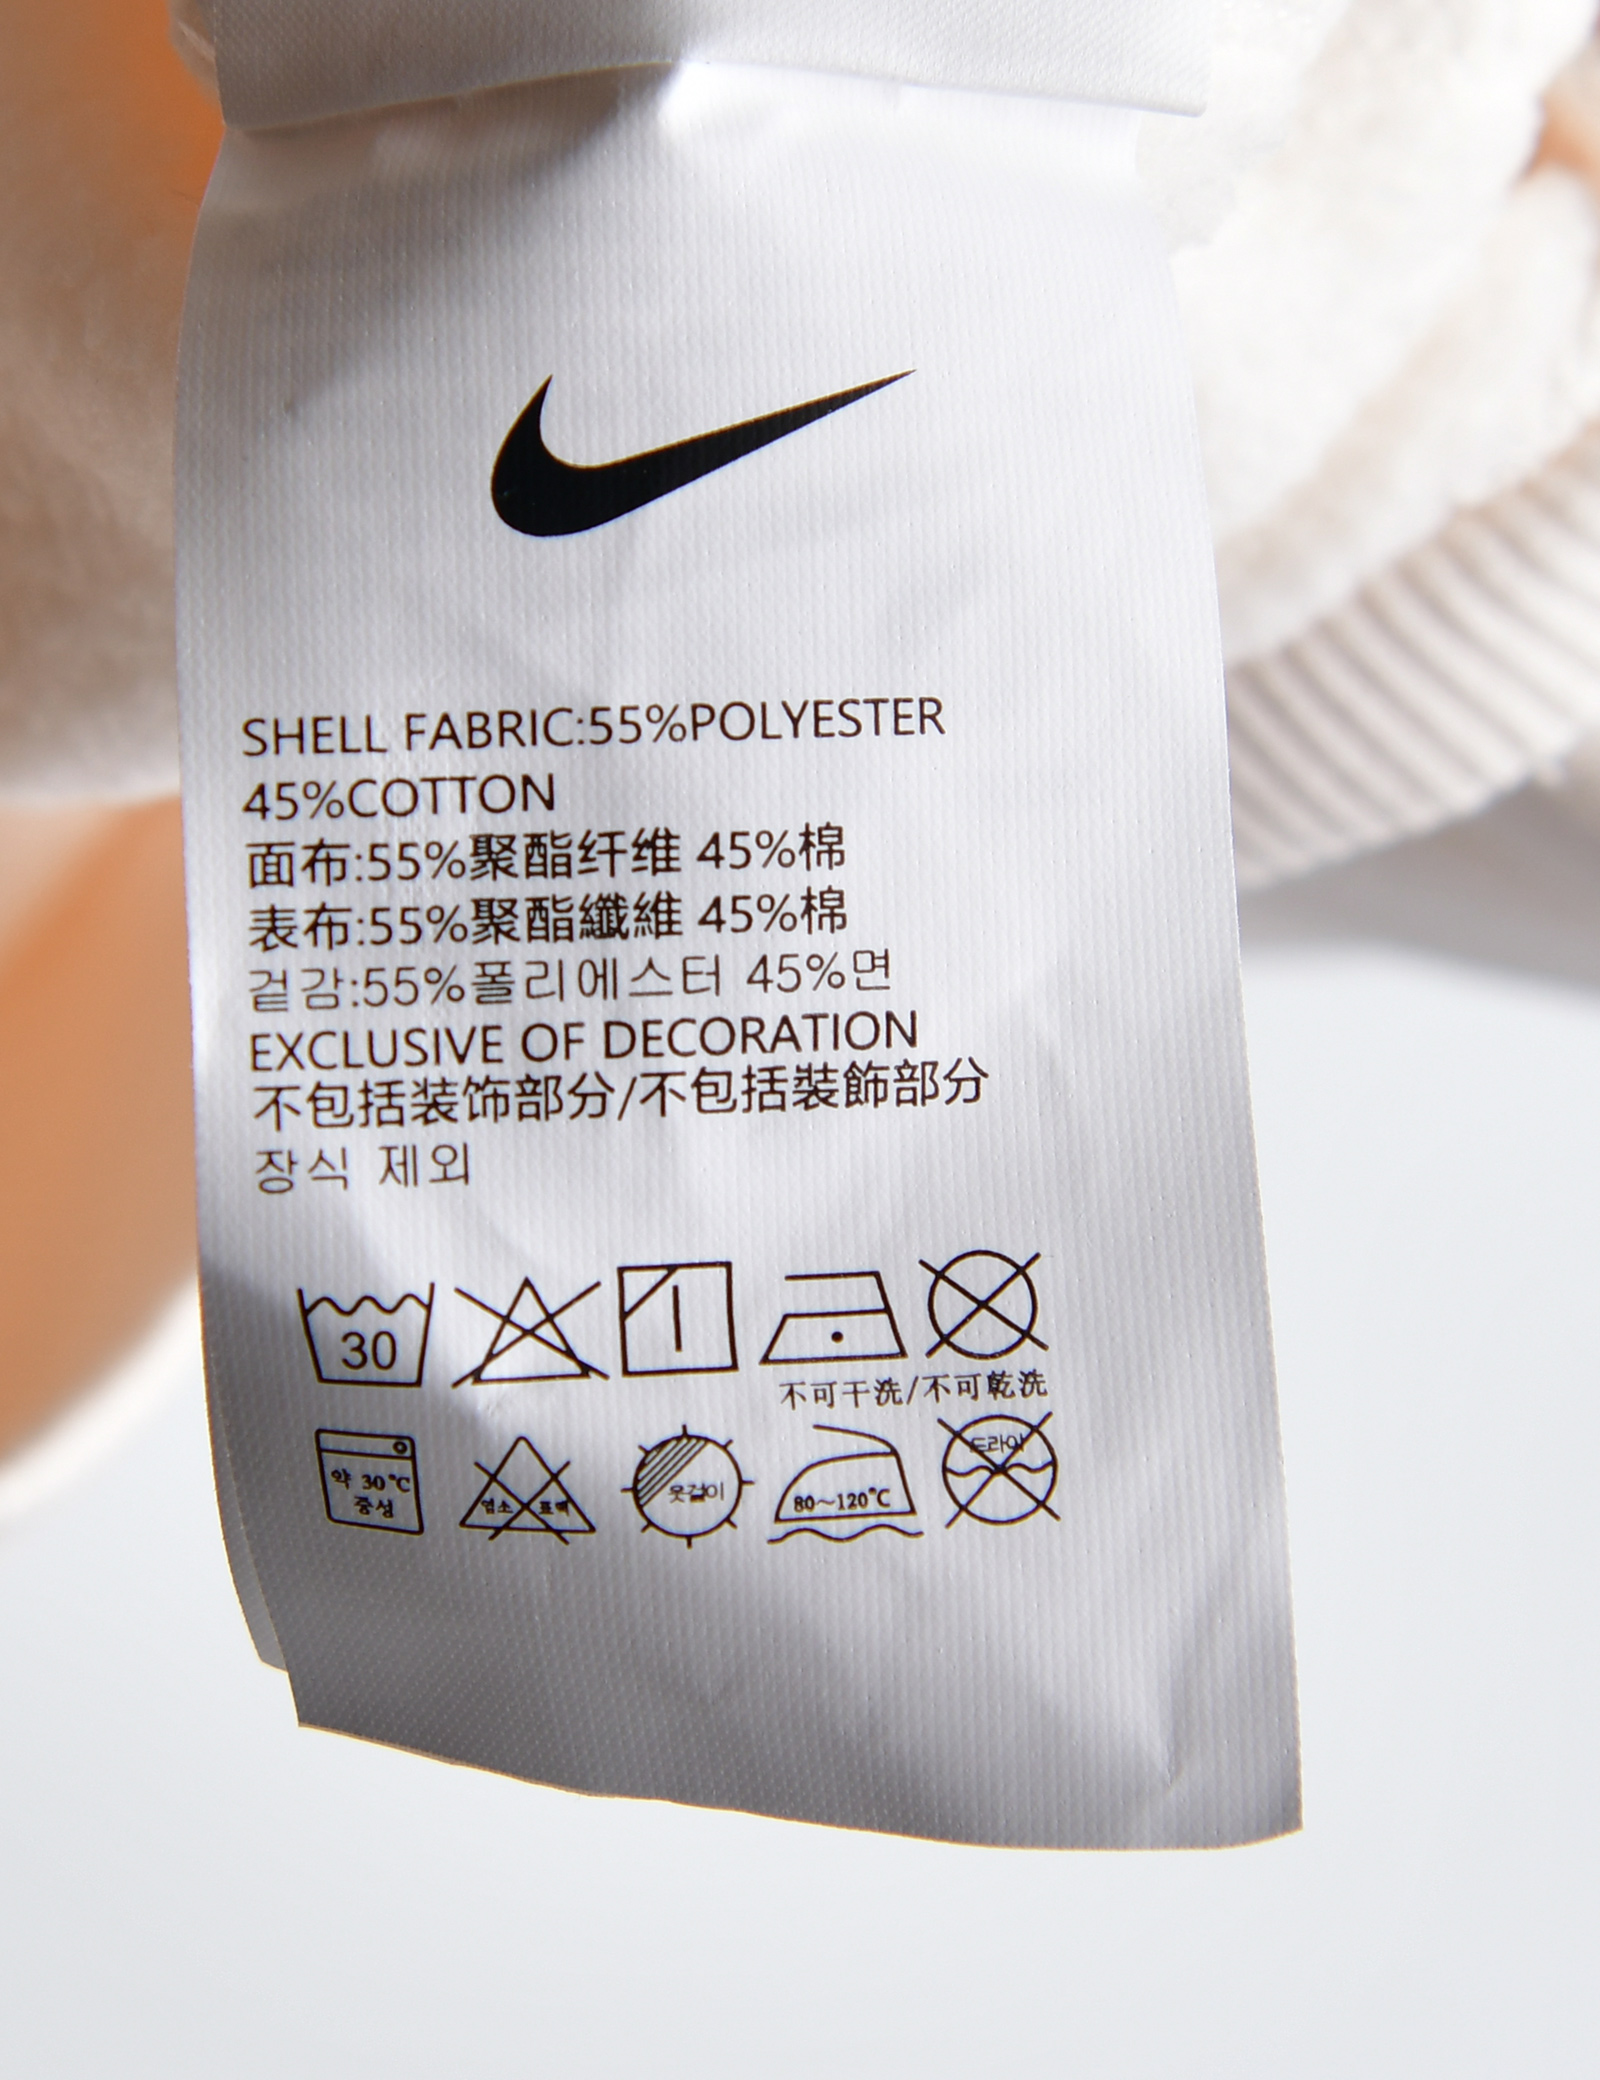 SHELL FABRIC:55%POLYESTER
45%COTTON
面布:55%聚酯纤维 45%棉
表布:55%聚酯纖維 45%棉
겉감:55%폴리에스터 45%면
EXCLUSIVE OF DECORATION
不包括装饰部分/不包括裝飾部分
장식 제외
30
不可干洗/不可乾洗
약 30℃
중성
염소 표백
옷걸이
80~120℃
드라이